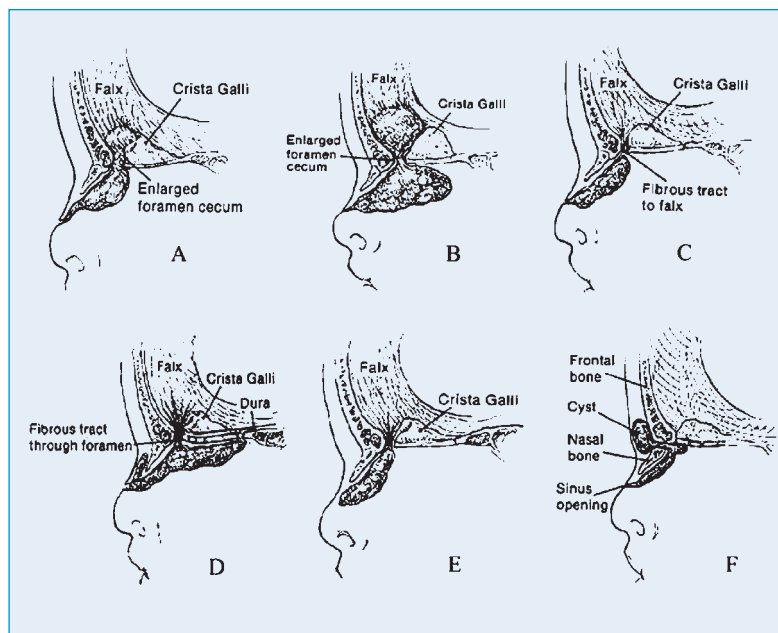 Falx
Crista Galli
Enlarged
foramen cecum
A
Falx
Crista Galli
Enlarged
foramen
cecum
B
Falx
Crista Galli
Fibrous tract
to falx
C
Falx
Crista Galli
Dura
Fibrous tract
through foramen
D
Falx
Crista Galli
E
Frontal
bone
Cyst
Nasal
bone
Sinus
opening
F